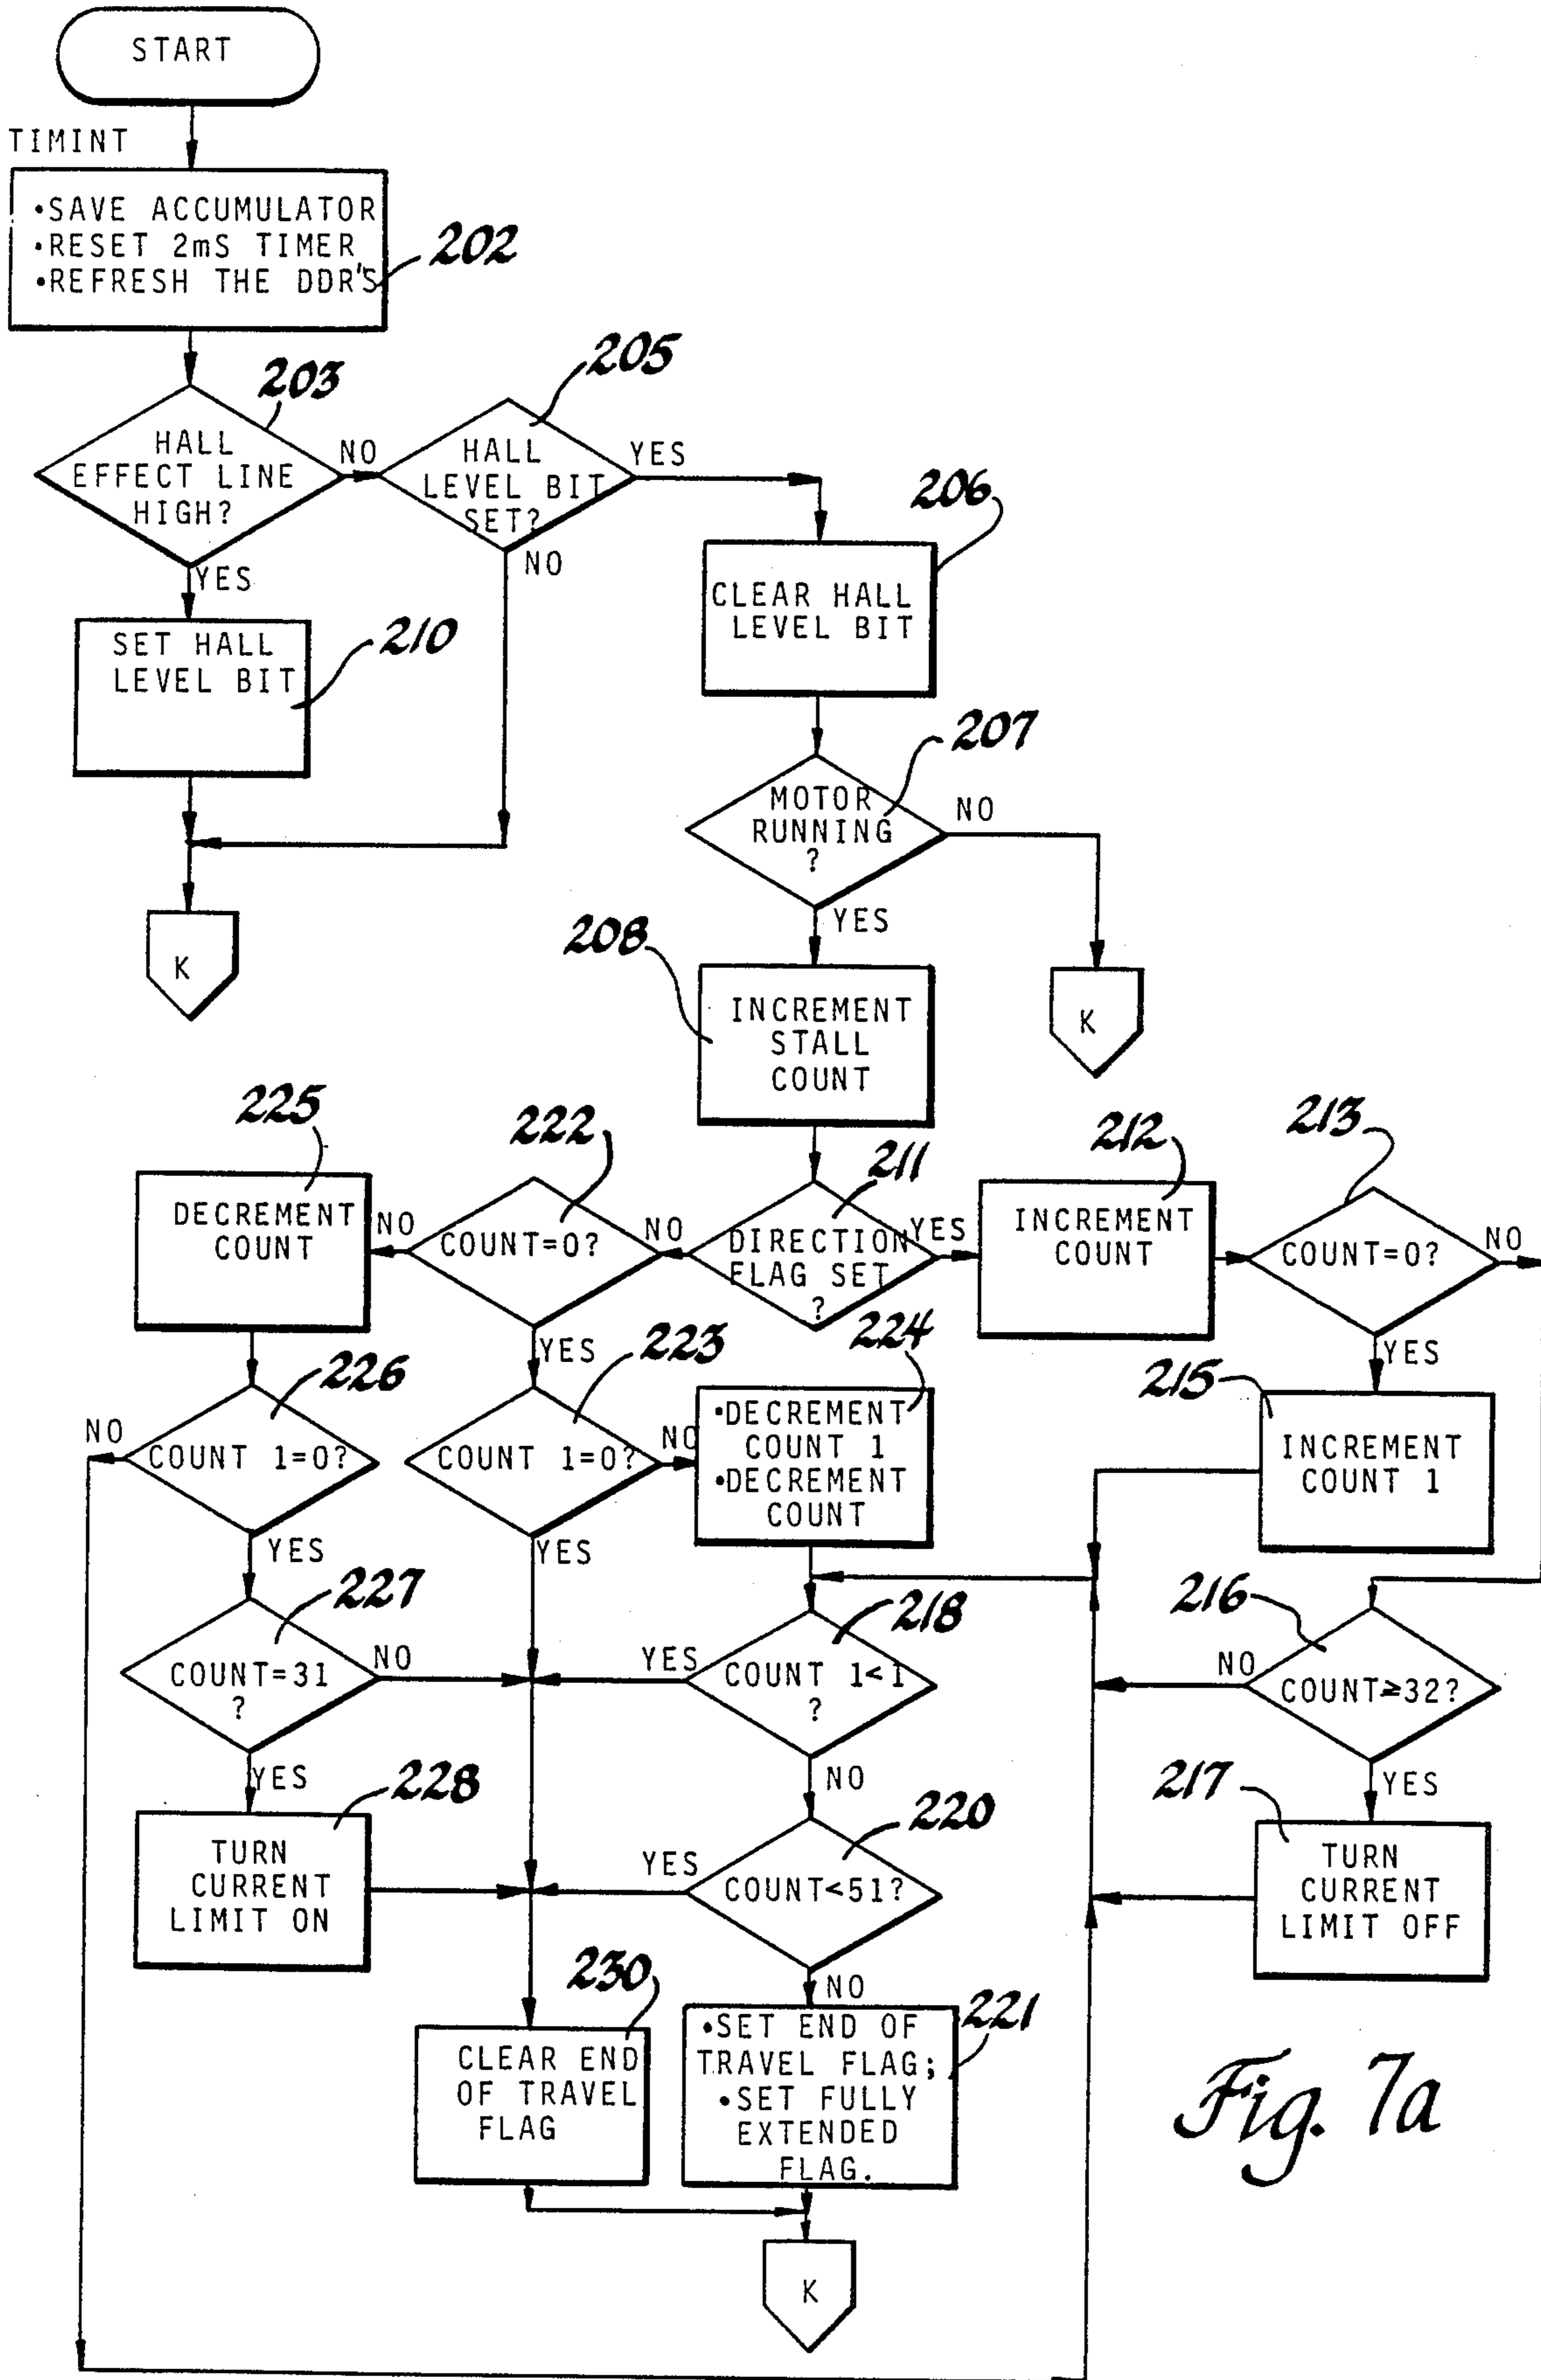 START
TIMINT
•SAVE ACCUMULATOR
•RESET 2mS TIMER
•REFRESH THE DDR'S
202
203
HALL
EFFECT LINE
HIGH?
NO
YES
205
HALL
LEVEL BIT
SET?
YES
NO
206
CLEAR HALL
LEVEL BIT
SET HALL
LEVEL BIT
210
K
207
MOTOR
RUNNING
?
NO
YES
K
208
INCREMENT
STALL
COUNT
211
DIRECTION
FLAG SET
?
NO
YES
212
INCREMENT
COUNT
213
COUNT=0?
NO
YES
222
COUNT=0?
NO
YES
225
DECREMENT
COUNT
226
COUNT 1=0?
NO
YES
223
COUNT 1=0?
NO
YES
224
•DECREMENT
COUNT 1
•DECREMENT
COUNT
215
INCREMENT
COUNT 1
227
COUNT=31
?
NO
YES
218
COUNT 1<1
?
YES
NO
216
COUNT≥32?
NO
YES
228
TURN
CURRENT
LIMIT ON
220
COUNT<51?
YES
NO
217
TURN
CURRENT
LIMIT OFF
230
CLEAR END
OF TRAVEL
FLAG
221
•SET END OF
TRAVEL FLAG;
•SET FULLY
EXTENDED
FLAG.
K
Fig. 7a